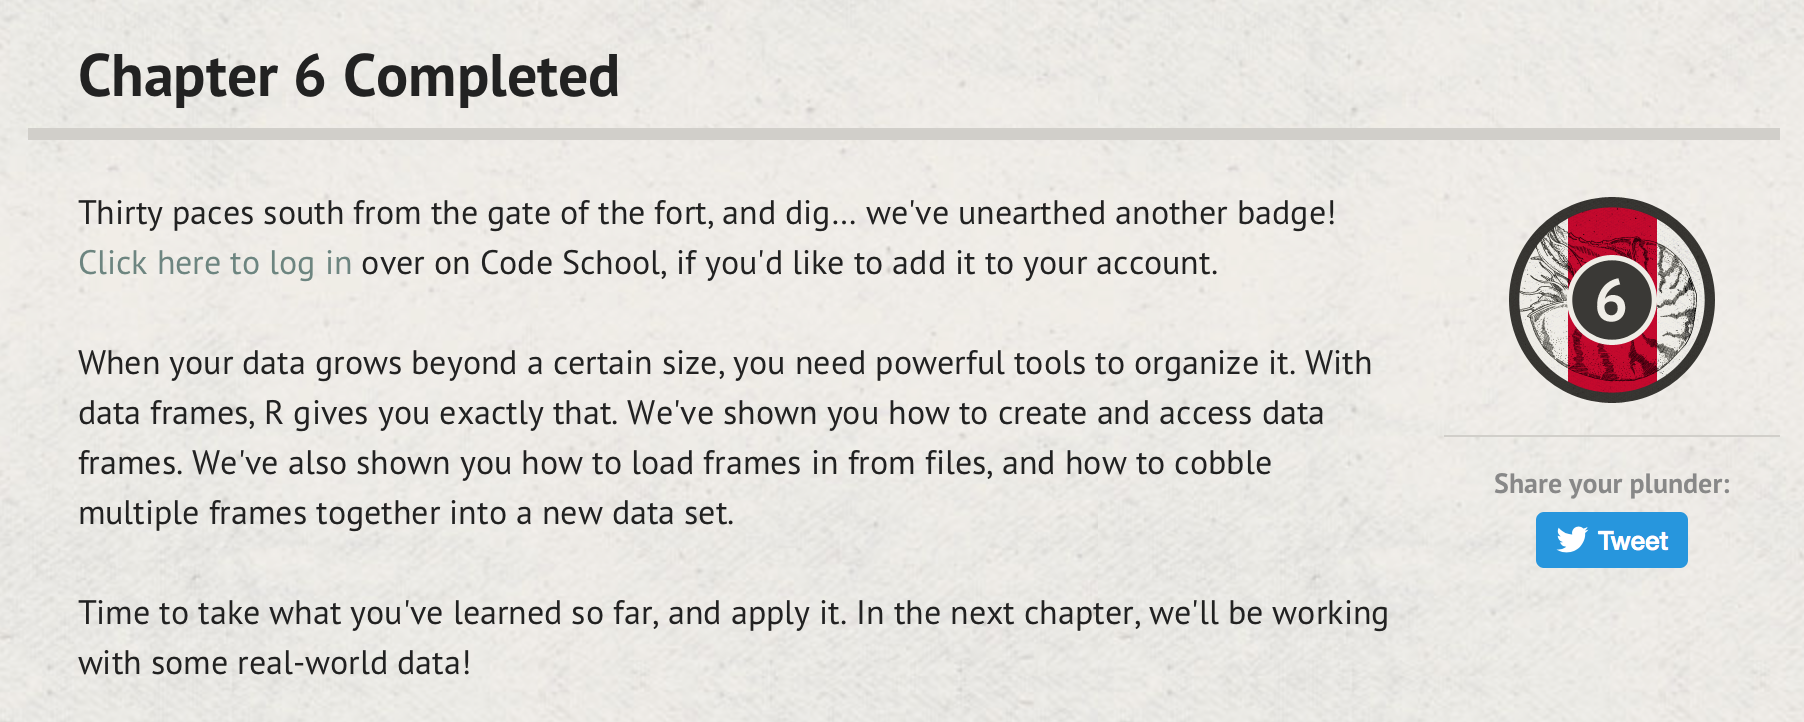 Chapter 6 Completed
Thirty paces south from the gate of the fort, and dig... we've unearthed another badge!
Click here to log in over on Code School, if you'd like to add it to your account.
When your data grows beyond a certain size, you need powerful tools to organize it. With
data frames, R gives you exactly that. We've shown you how to create and access data
frames. We've also shown you how to load frames in from files, and how to cobble
multiple frames together into a new data set.
Time to take what you've learned so far, and apply it. In the next chapter, we'll be working
with some real-world data!
6
Share your plunder:
Tweet